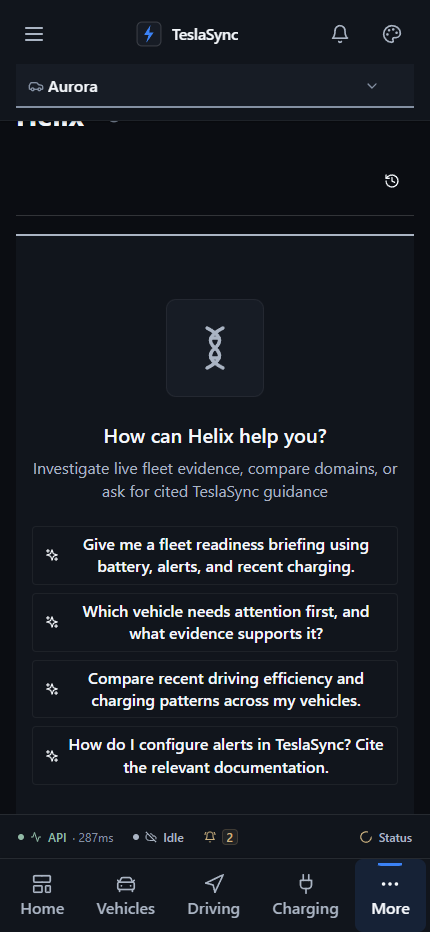 TeslaSync
Aurora
Helix
How can Helix help you?
Investigate live fleet evidence, compare domains, or
ask for cited TeslaSync guidance
Give me a fleet readiness briefing using
battery, alerts, and recent charging.
Which vehicle needs attention first, and
what evidence supports it?
Compare recent driving efficiency and
charging patterns across my vehicles.
How do I configure alerts in TeslaSync? Cite
the relevant documentation.
API · 287ms Idle 2 Status
Home Vehicles Driving Charging More